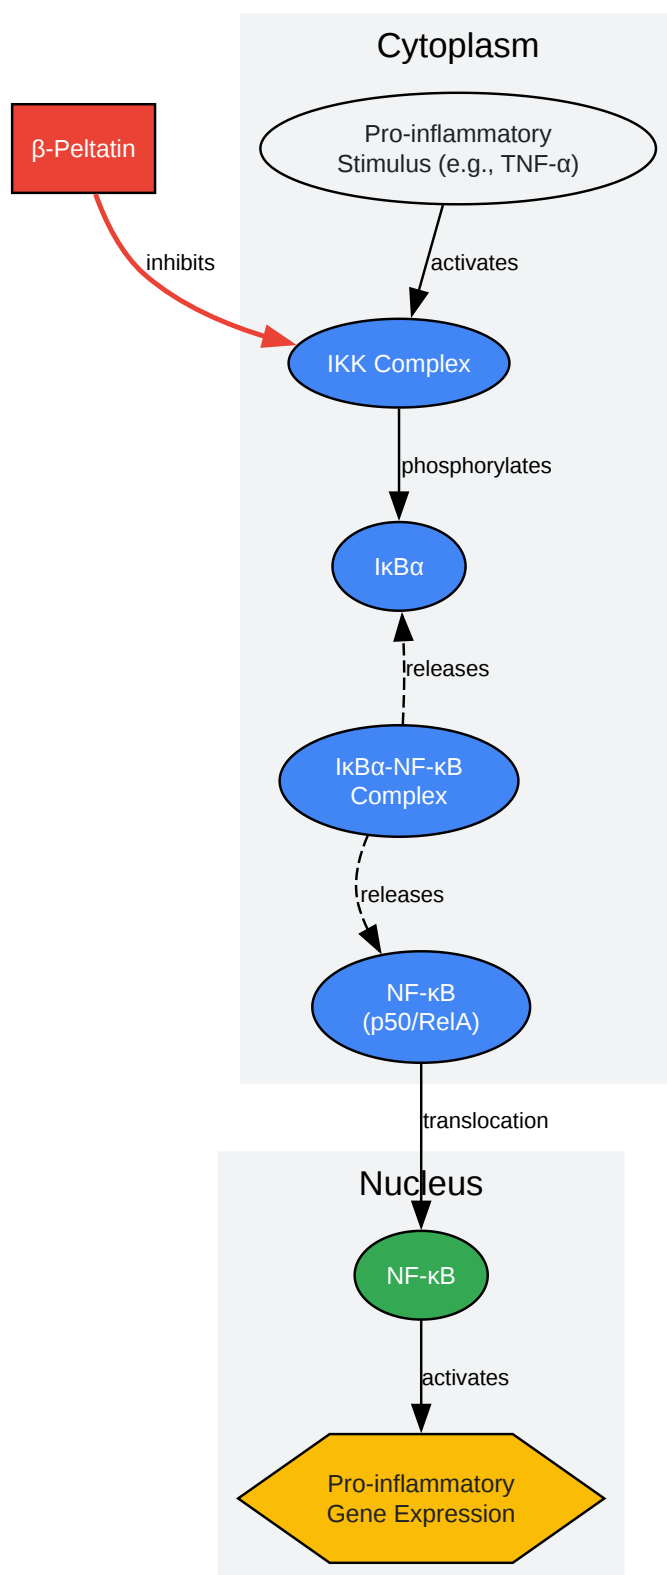 Cytoplasm
β-Peltatin
Pro-inflammatory
Stimulus (e.g., TNF-α)
inhibits
activates
IKK Complex
phosphorylates
IκBα
releases
IκBα-NF-κB
Complex
releases
NF-κB
(p50/RelA)
translocation
Nucleus
NF-κB
activates
Pro-inflammatory
Gene Expression